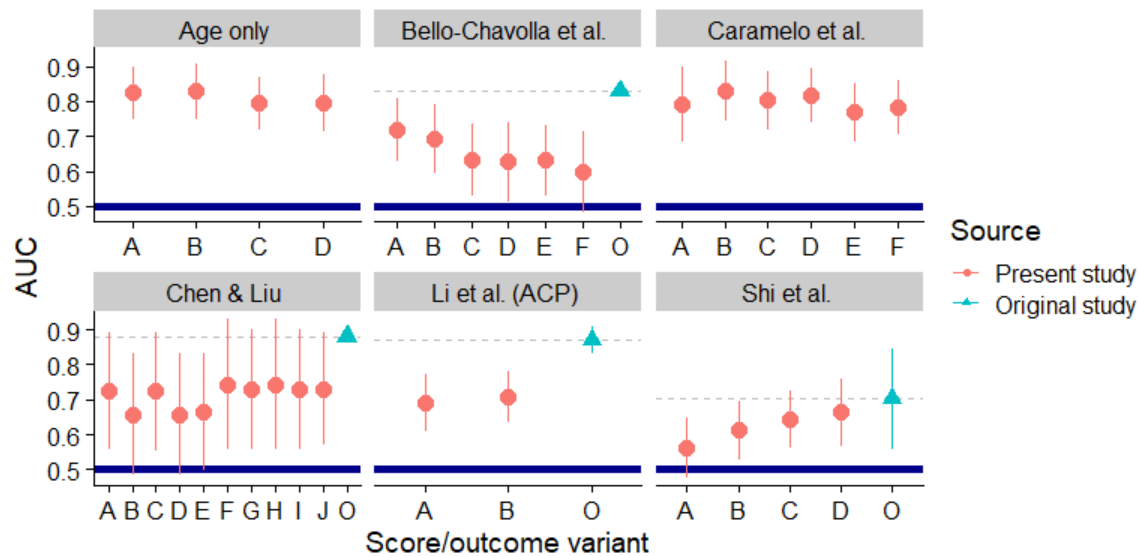 Age only Bello-Chavolla et al. Caramelo et al.
0.9
0.8
0.7
0.6
0.5
A B C D A B C D E F O A B C D E F
Chen & Liu Li et al. (ACP) Shi et al.
0.9
0.8
0.7
0.6
0.5
A B C D E F G H I J O A B O A B C D O
AUC
Score/outcome variant
Source
Present study
Original study